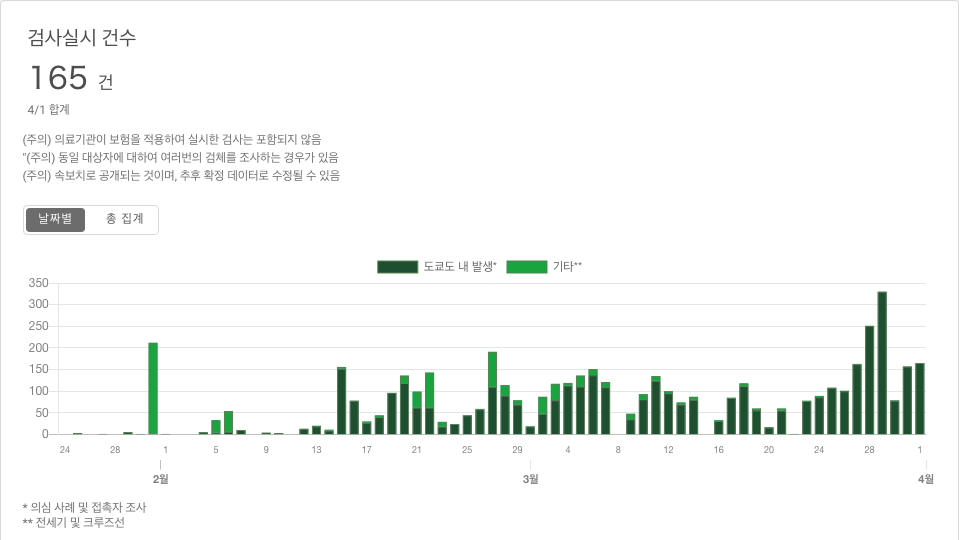 검사실시 건수
165 건
4/1 합계
(주의) 의료기관이 보험을 적용하여 실시한 검사는 포함되지 않음
"(주의) 동일 대상자에 대하여 여러번의 검체를 조사하는 경우가 있음
(주의) 속보치로 공개되는 것이며, 추후 확정 데이터로 수정될 수 있음
날짜별 총 집계
도쿄도 내 발생* 기타**
350
300
250
200
150
100
50
0
24 28 1 5 9 13 17 21 25 29 4 8 12 16 20 24 28 1
2월 3월 4월
* 의심 사례 및 접촉자 조사
** 전세기 및 크루즈선